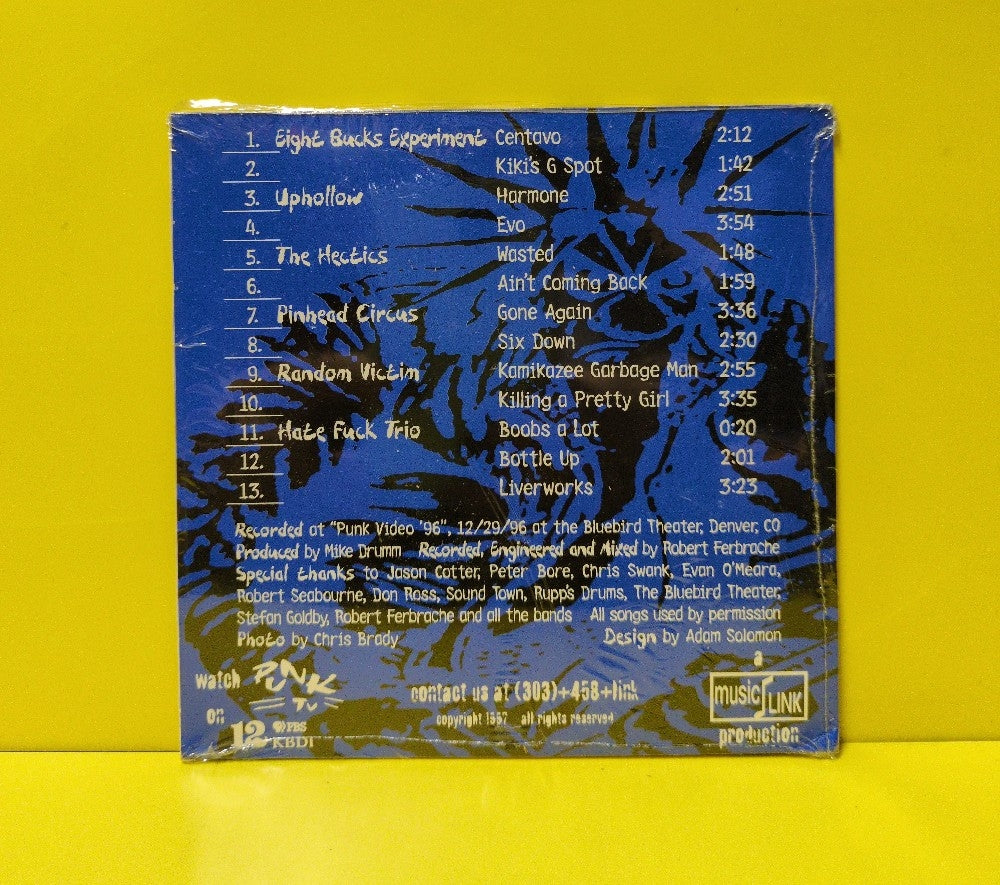 1. Eight Bucks Experiment Centavo 2:12
2. Kiki's G Spot 1:42
3. Uphollow Harmone 2:51
4. Evo 3:54
5. The Hectics Wasted 1:48
6. Ain't Coming Back 1:59
7. Pinhead Circus Gone Again 3:36
8. Six Down 2:30
9. Random Victim Kamikazee Garbage Man 2:55
10. Killing a Pretty Girl 3:35
11. Hate Fuck Trio Boobs a Lot 0:20
12. Bottle Up 2:01
13. Liverworks 3:23
Recorded at "Punk Video '96", 12/29/96 at the Bluebird Theater, Denver, CO
Produced by Mike Drumm Recorded, Engineered and Mixed by Robert Ferbrache
Special thanks to Jason Cotter, Peter Bore, Chris Swank, Evan O'Meara,
Robert Seabourne, Don Ross, Sound Town, Rupp's Drums, The Bluebird Theater,
Stefan Goldby, Robert Ferbrache and all the bands All songs used by permission
Photo by Chris Brady Design by Adam Solomon
watch PUNK TV
on 12 PBS KBDI
contact us at (303)+458+link
copyright 1997 all rights reserved
a
music LINK
production